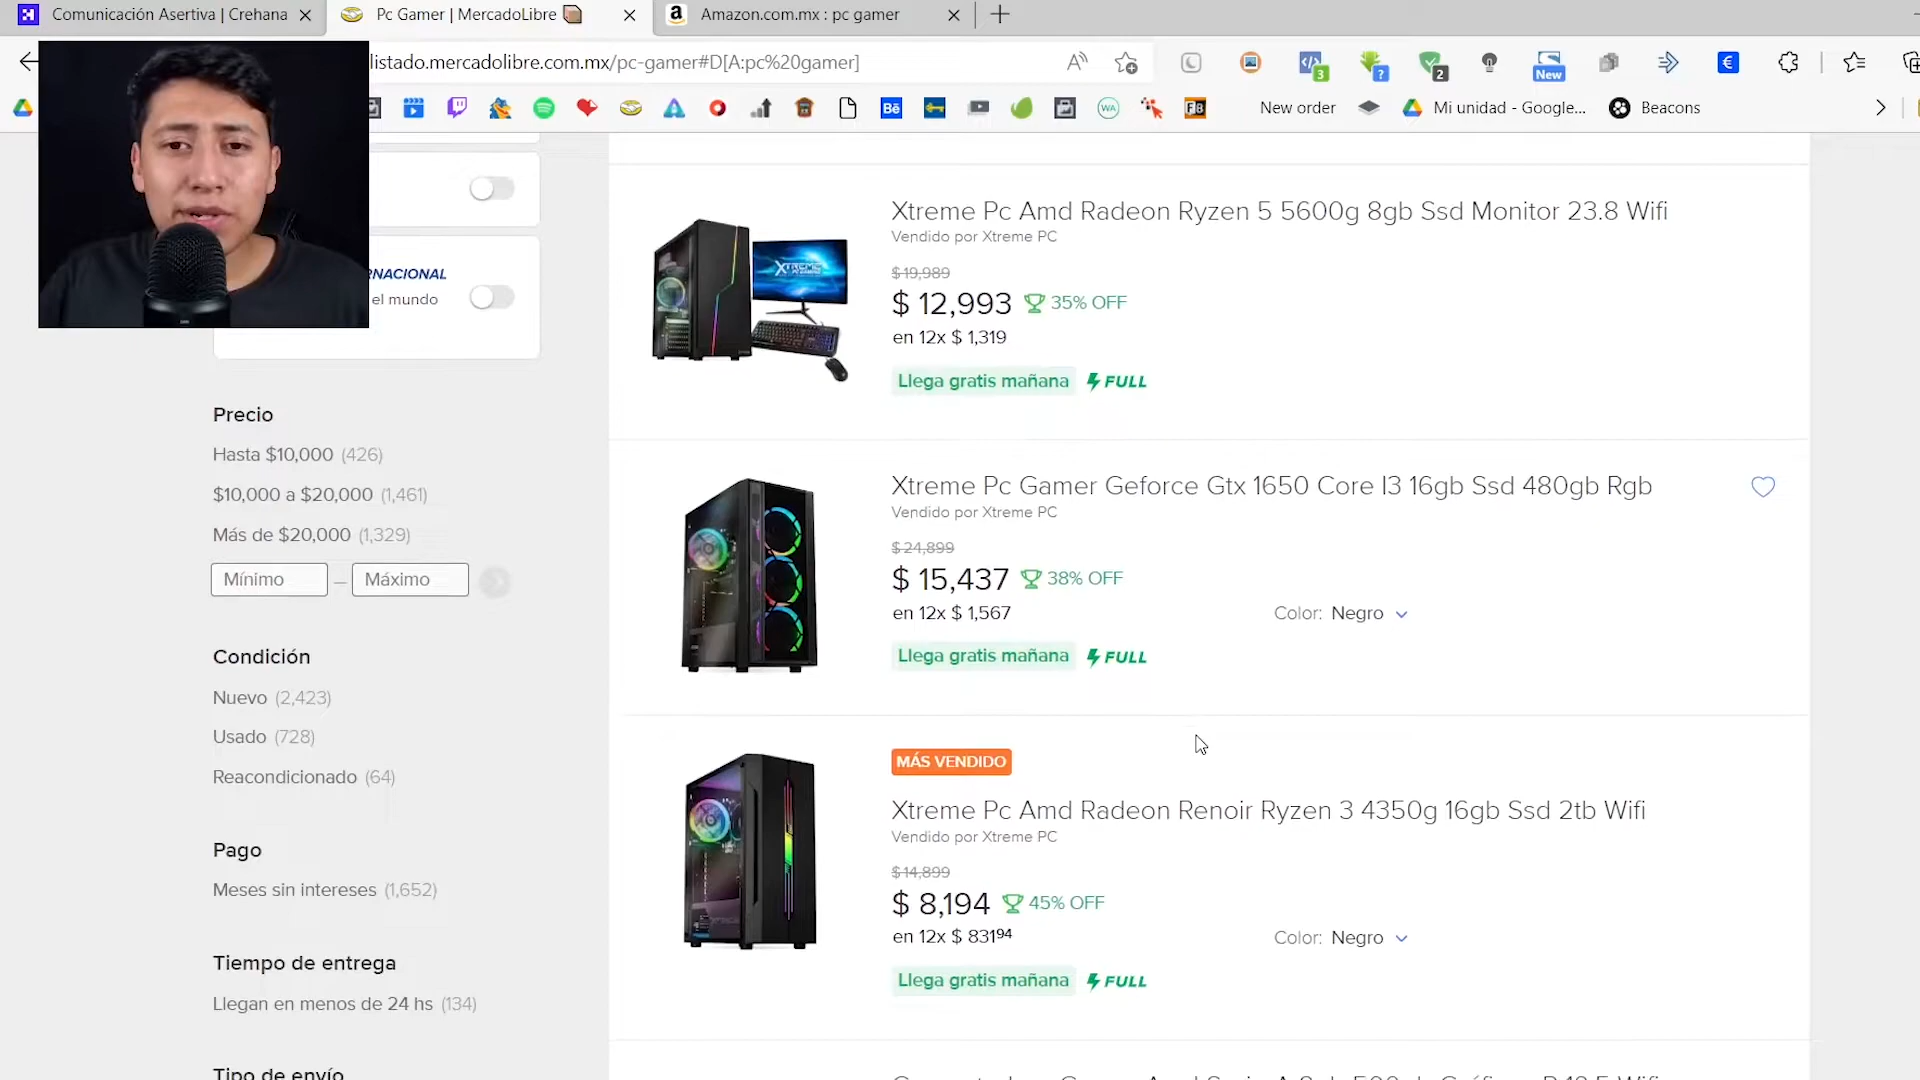 Comunicación Asertiva | Crehana
Pc Gamer | MercadoLibre
Amazon.com.mx : pc gamer
listado.mercadolibre.com.mx/pc-gamer#D[A:pc%20gamer]
3
?
2
New
New order
Mi unidad - Google...
Beacons
RNACIONAL
el mundo
Precio
Hasta $10,000 (426)
$10,000 a $20,000 (1,461)
Más de $20,000 (1,329)
Mínimo — Máximo
Condición
Nuevo (2,423)
Usado (728)
Reacondicionado (64)
Pago
Meses sin intereses (1,652)
Tiempo de entrega
Llegan en menos de 24 hs (134)
Tipo de envío
Xtreme Pc Amd Radeon Ryzen 5 5600g 8gb Ssd Monitor 23.8 Wifi
Vendido por Xtreme PC
$ 19,989
$ 12,993 35% OFF
en 12x $ 1,319
Llega gratis mañana FULL
Xtreme Pc Gamer Geforce Gtx 1650 Core I3 16gb Ssd 480gb Rgb
Vendido por Xtreme PC
$ 24,899
$ 15,437 38% OFF
en 12x $ 1,567
Color: Negro
Llega gratis mañana FULL
MÁS VENDIDO
Xtreme Pc Amd Radeon Renoir Ryzen 3 4350g 16gb Ssd 2tb Wifi
Vendido por Xtreme PC
$ 14,899
$ 8,194 45% OFF
en 12x $ 831⁹⁴
Color: Negro
Llega gratis mañana FULL